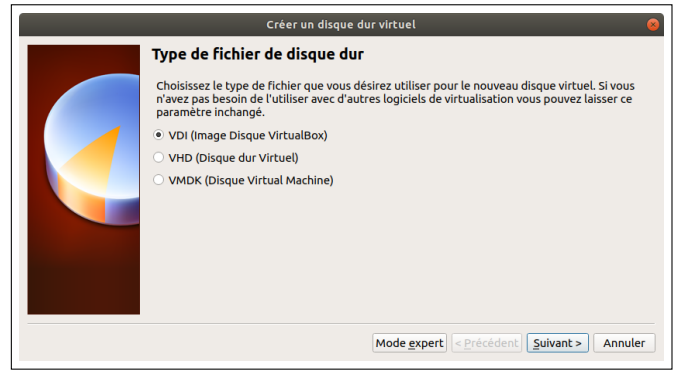 Créer un disque dur virtuel
Type de fichier de disque dur
Choisissez le type de fichier que vous désirez utiliser pour le nouveau disque virtuel. Si vous
n'avez pas besoin de l'utiliser avec d'autres logiciels de virtualisation vous pouvez laisser ce
paramètre inchangé.
VDI (Image Disque VirtualBox)
VHD (Disque dur Virtuel)
VMDK (Disque Virtual Machine)
Mode expert < Précédent Suivant > Annuler